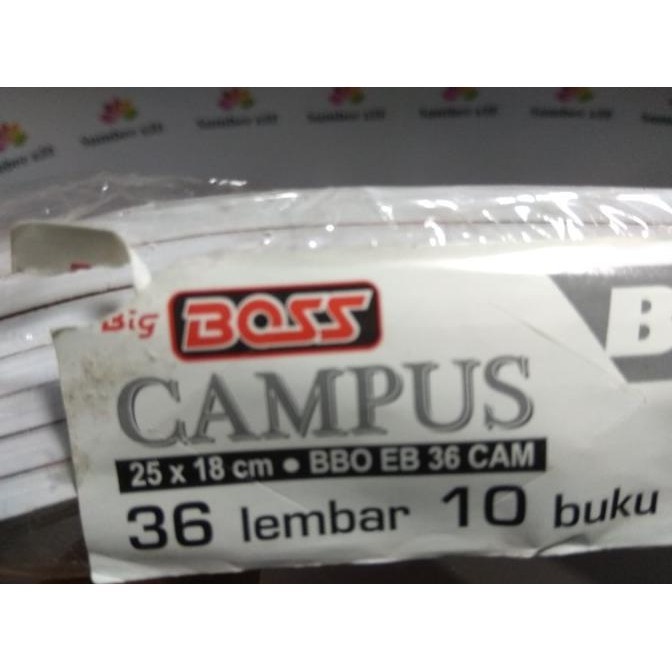 Big BOSS
CAMPUS
25 x 18 cm • BBO EB 36 CAM
36 lembar 10 buku
B